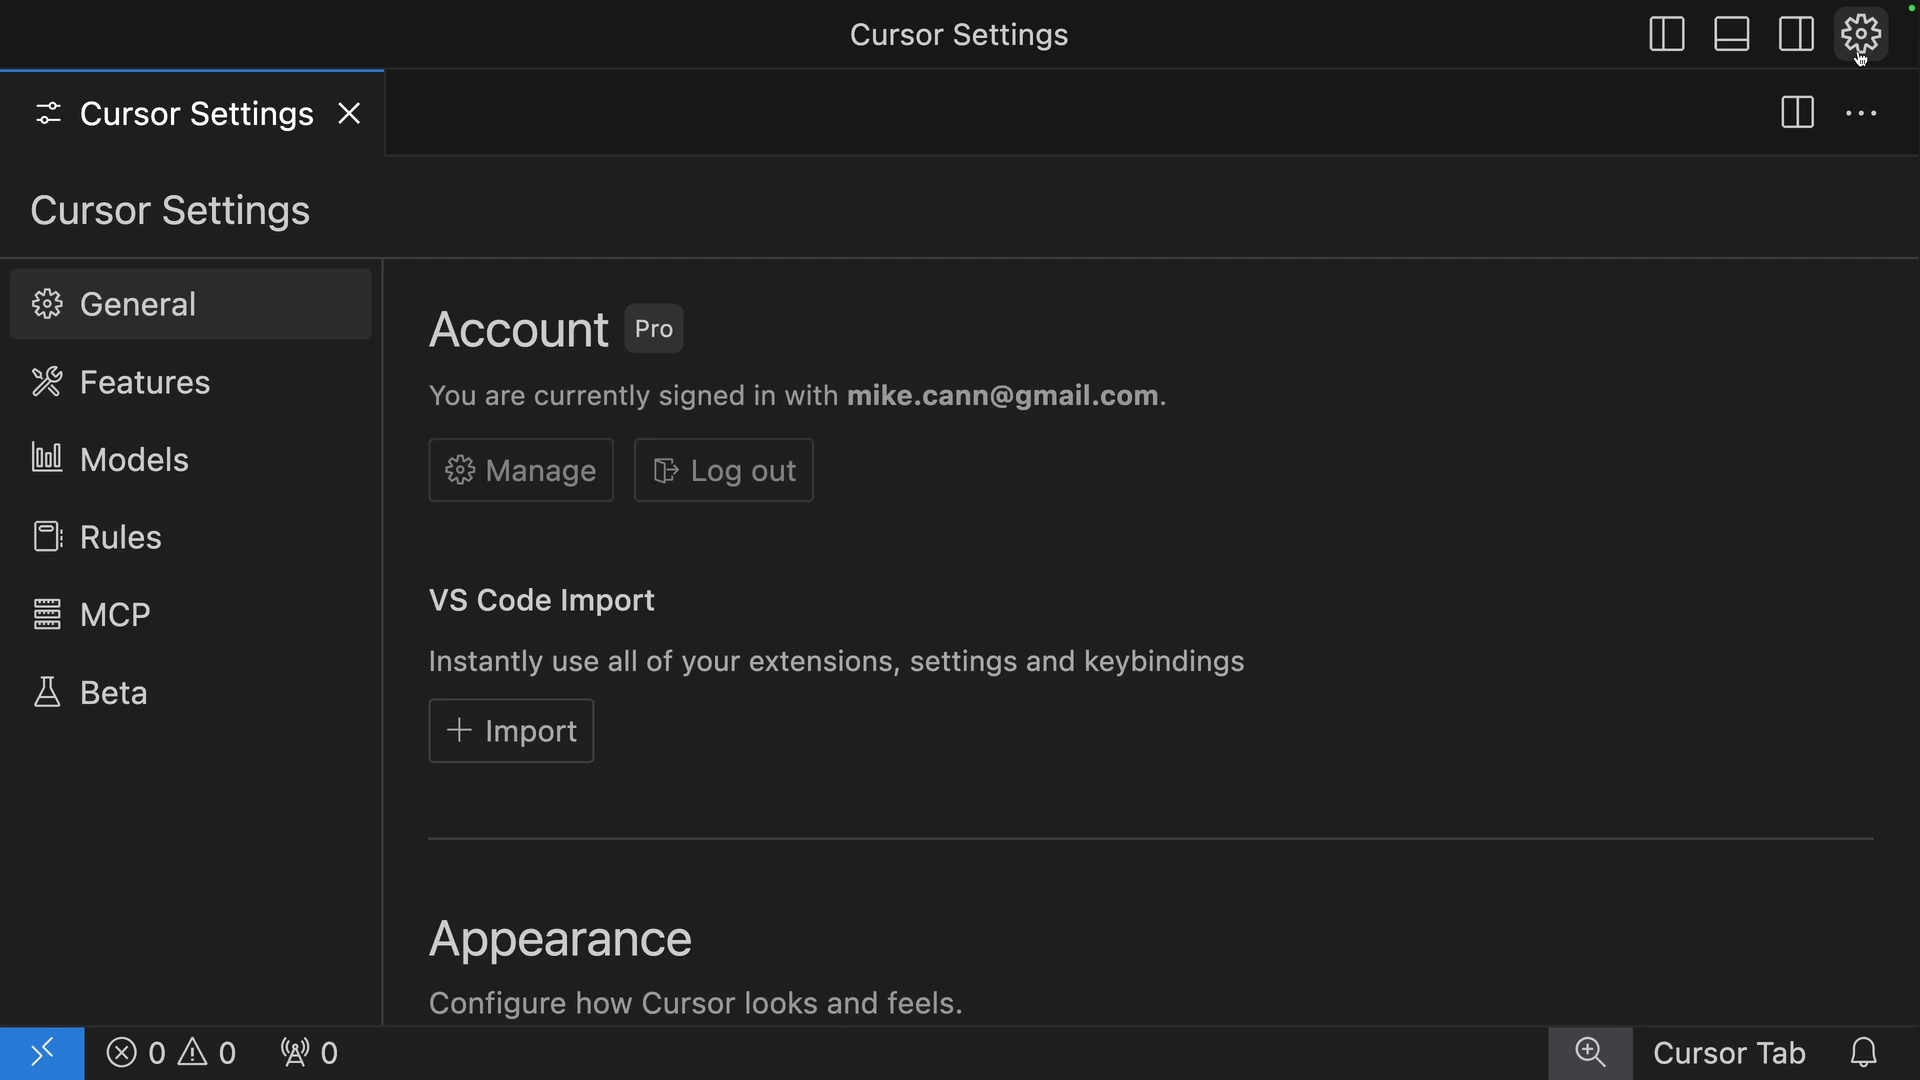 Cursor Settings
Cursor Settings
Cursor Settings
General
Features
Models
Rules
MCP
Beta
Account Pro
You are currently signed in with mike.cann@gmail.com.
Manage Log out
VS Code Import
Instantly use all of your extensions, settings and keybindings
Import
Appearance
Configure how Cursor looks and feels.
0 0 0 Cursor Tab